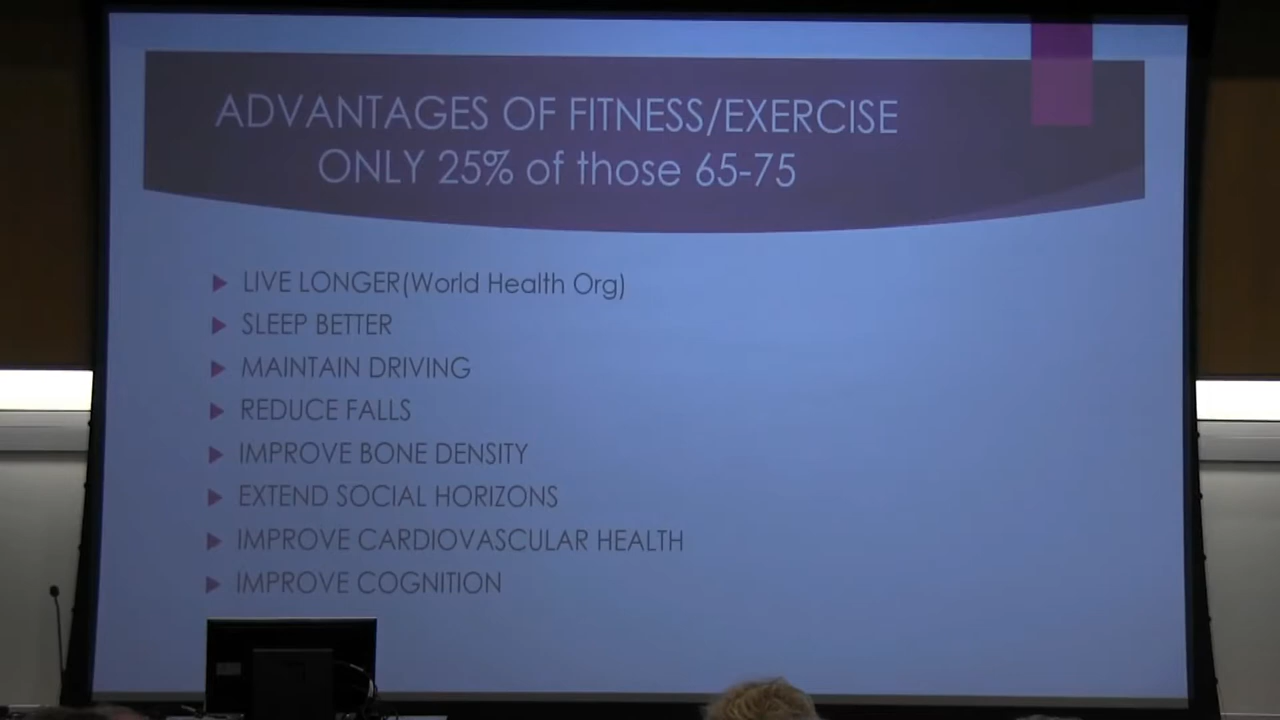 ADVANTAGES OF FITNESS/EXERCISE
ONLY 25% of those 65-75
LIVE LONGER(World Health Org)
SLEEP BETTER
MAINTAIN DRIVING
REDUCE FALLS
IMPROVE BONE DENSITY
EXTEND SOCIAL HORIZONS
IMPROVE CARDIOVASCULAR HEALTH
IMPROVE COGNITION